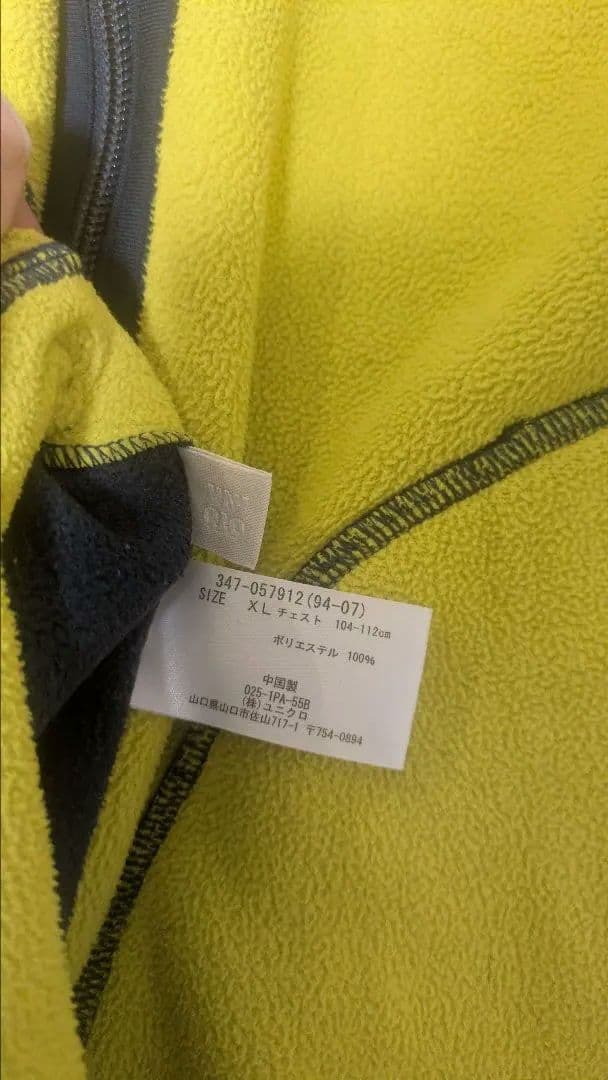 UNI
QLO
347-057912(94-07)
SIZE XL チェスト 104-112cm
ポリエステル 100%
中国製
025-1PA-55B
(株)ユニクロ
山口県山口市佐山717-1 〒754-0894